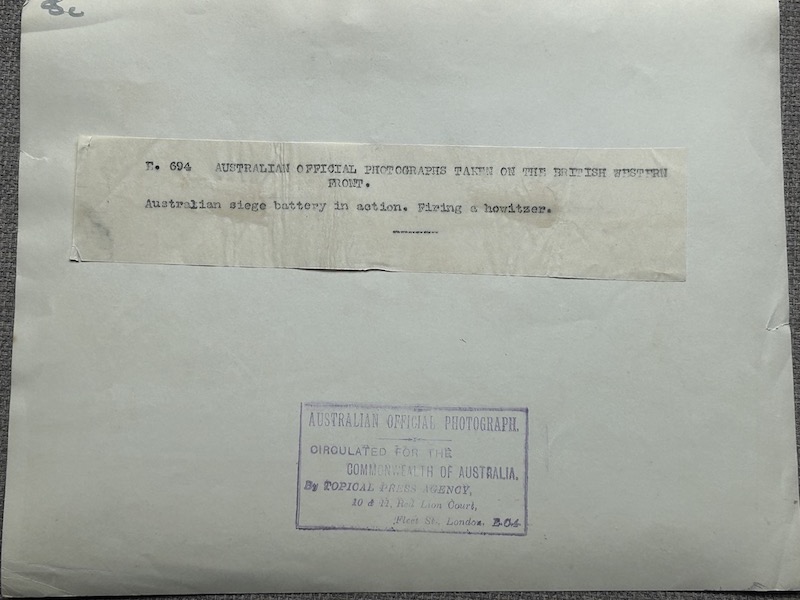 E. 694 AUSTRALIAN OFFICIAL PHOTOGRAPHS TAKEN ON THE BRITISH WESTERN
FRONT.
Australian siege battery in action. Firing a howitzer.
AUSTRALIAN OFFICIAL PHOTOGRAPH.
CIRCULATED FOR THE
COMMONWEALTH OF AUSTRALIA.
By TOPICAL PRESS AGENCY,
10 & 11, Red Lion Court,
Fleet St., London. E.C.4